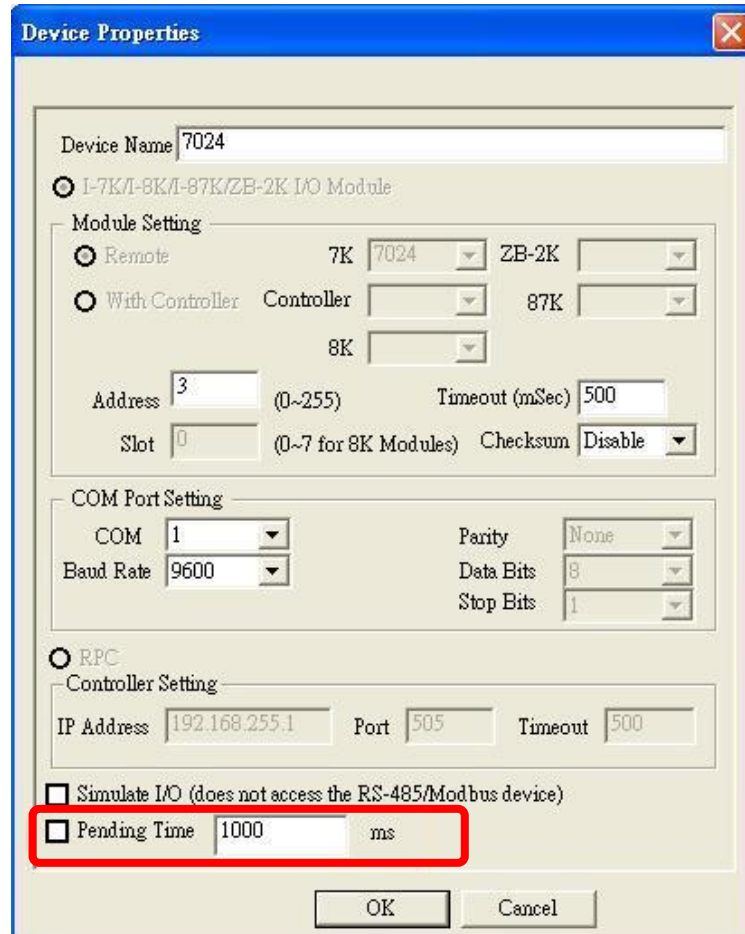 Device Properties
Device Name 7024
I-7K/I-8K/I-87K/ZB-2K I/O Module
Module Setting
Remote 7K 7024 ZB-2K
With Controller Controller 87K
8K
Address 3 (0~255) Timeout (mSec) 500
Slot 0 (0~7 for 8K Modules) Checksum Disable
COM Port Setting
COM 1 Parity None
Baud Rate 9600 Data Bits 8
Stop Bits 1
RPC
Controller Setting
IP Address 192.168.255.1 Port 505 Timeout 500
Simulate I/O (does not access the RS-485/Modbus device)
Pending Time 1000 ms
OK Cancel